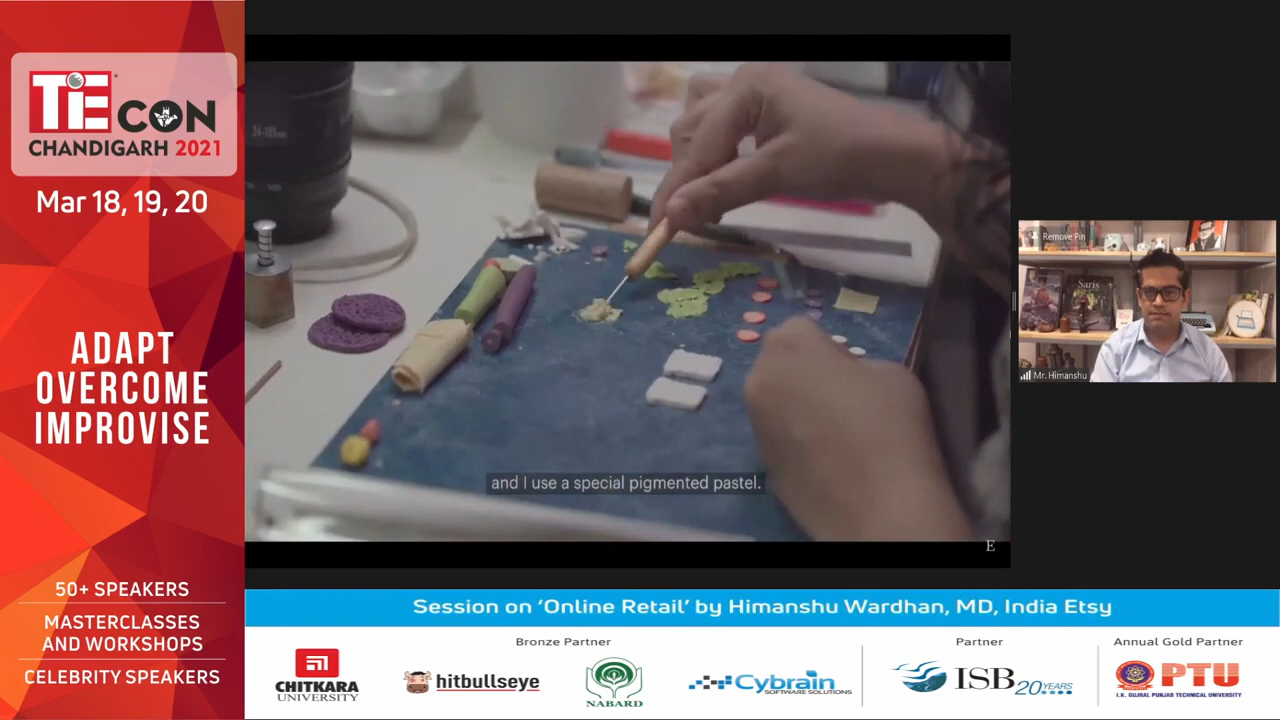 TiE CON
CHANDIGARH 2021
Mar 18, 19, 20
ADAPT
OVERCOME
IMPROVISE
50+ SPEAKERS
MASTERCLASSES
AND WORKSHOPS
CELEBRITY SPEAKERS
and I use a special pigmented pastel.
E
Remove Pin
Saris
Mr. Himanshu
Session on ‘Online Retail’ by Himanshu Wardhan, MD, India Etsy
Bronze Partner
CHITKARA
UNIVERSITY
hitbullseye
NABARD
Cybrain
SOFTWARE SOLUTIONS
Partner
ISB 20 YEARS
Annual Gold Partner
PTU
I.K. GUJRAL PUNJAB TECHNICAL UNIVERSITY